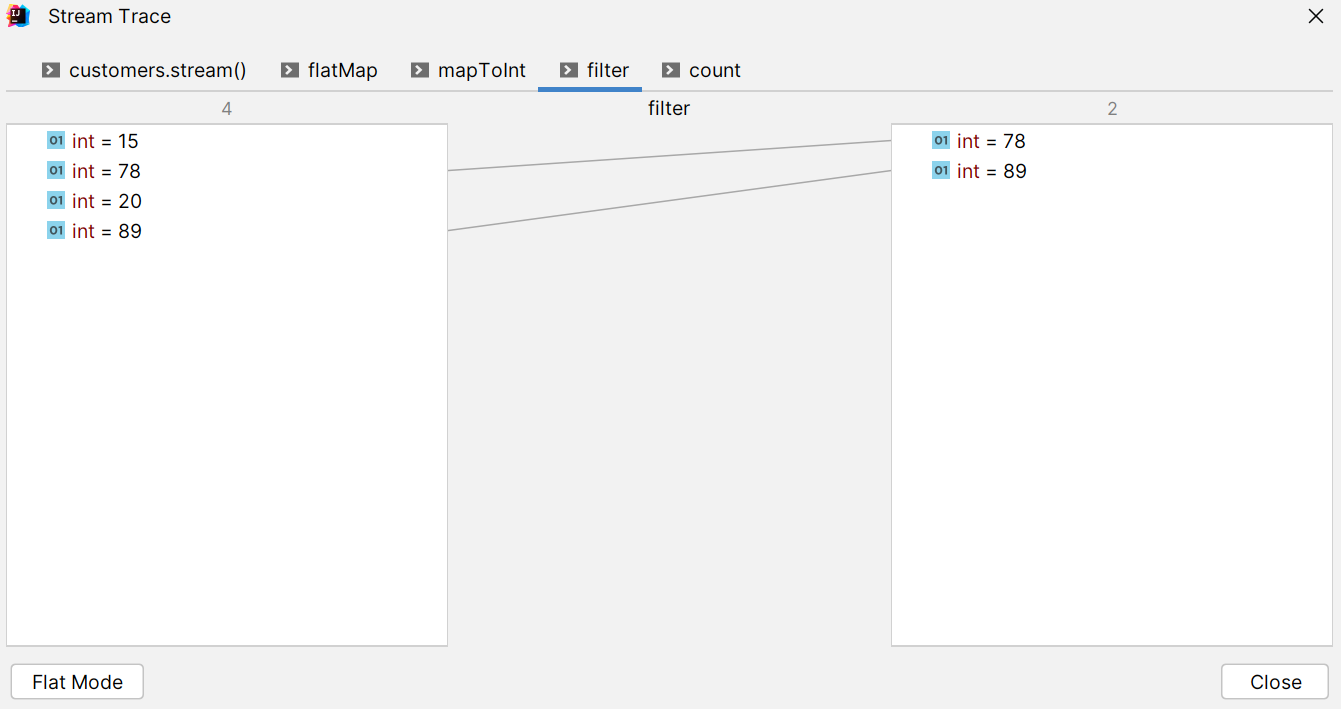 Stream Trace
customers.stream() flatMap mapToInt filter count
4 filter 2
01 int = 15
01 int = 78
01 int = 20
01 int = 89
01 int = 78
01 int = 89
Flat Mode Close